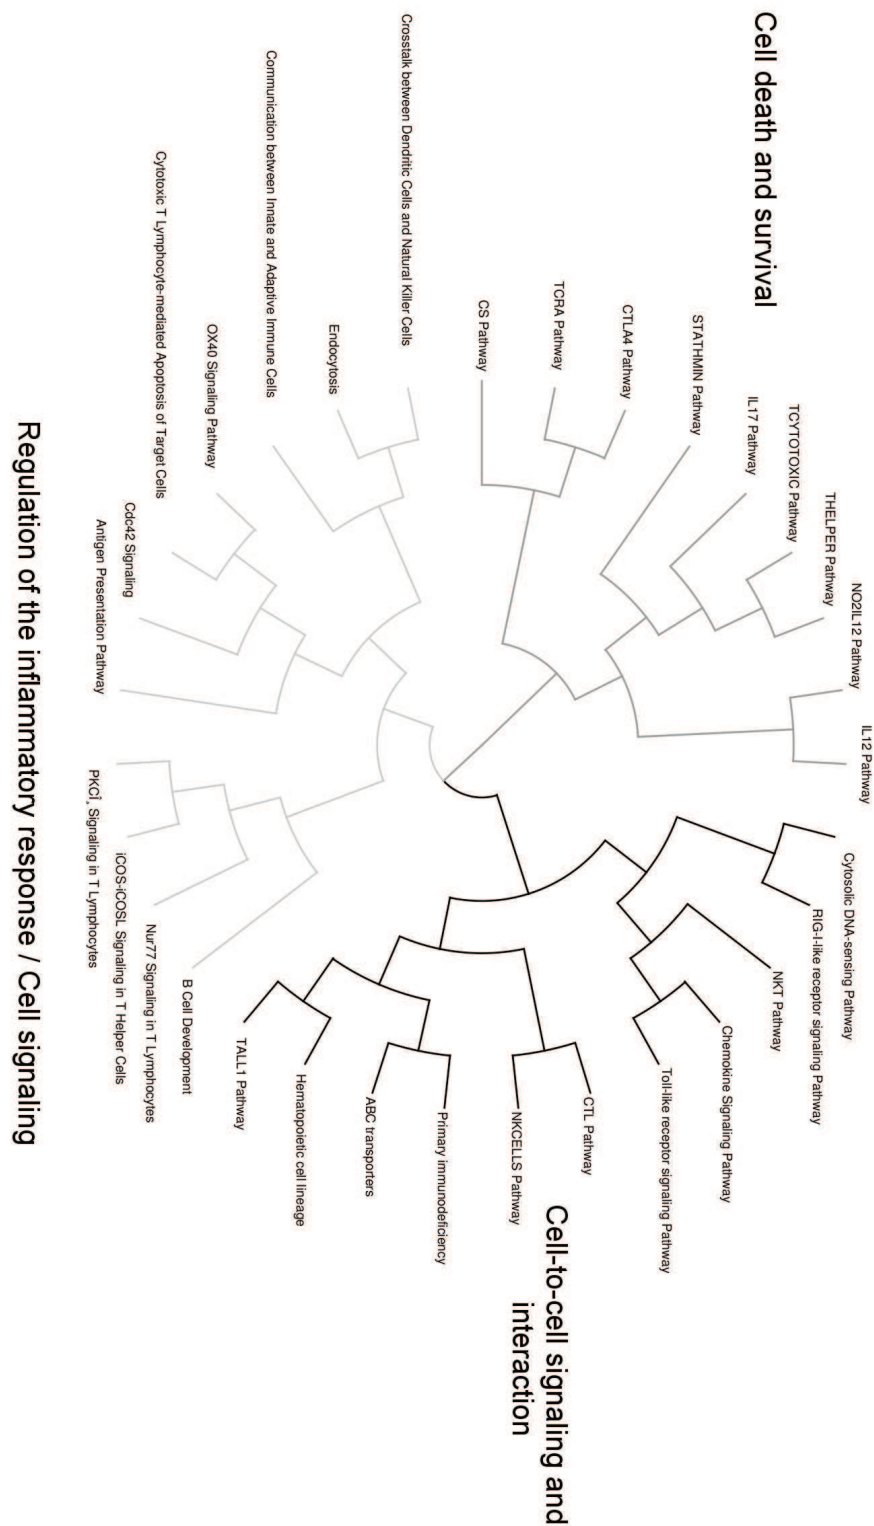 Cell death and survival
Crosstalk between Dendritic Cells and Natural Killer Cells
Communication between Innate and Adaptive Immune Cells
Cytotoxic T Lymphocyte-mediated Apoptosis of Target Cells
Endocytosis
OX40 Signaling Pathway
Cdc42 Signaling
Antigen Presentation Pathway
CS Pathway
TCRA Pathway
CTLA4 Pathway
STATHMIN Pathway
IL17 Pathway
TCYTOTOXIC Pathway
THELPER Pathway
NO2IL12 Pathway
IL12 Pathway
Cytosolic DNA-sensing Pathway
RIG-I-like receptor signaling Pathway
NKT Pathway
Chemokine Signaling Pathway
Toll-like receptor signaling Pathway
CTL Pathway
NKCELLS Pathway
Primary immunodeficiency
ABC transporters
Hematopoietic cell lineage
TALL1 Pathway
B Cell Development
Nur77 Signaling in T Lymphocytes
iCOS-iCOSL Signaling in T Helper Cells
PKCÎ¸ Signaling in T Lymphocytes
Cell-to-cell signaling and
interaction
Regulation of the inflammatory response / Cell signaling